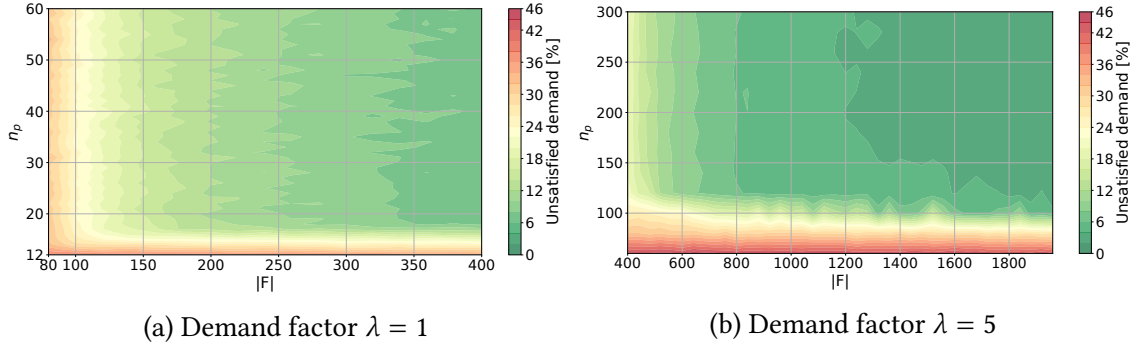 60
50
40
30
20
12
n_p
80 100 150 200 250 300 350 400
|F|
46
42
36
30
24
18
12
6
0
Unsatisfied demand [%]
(a) Demand factor λ = 1
300
250
200
150
100
n_p
400 600 800 1000 1200 1400 1600 1800
|F|
46
42
36
30
24
18
12
6
0
Unsatisfied demand [%]
(b) Demand factor λ = 5